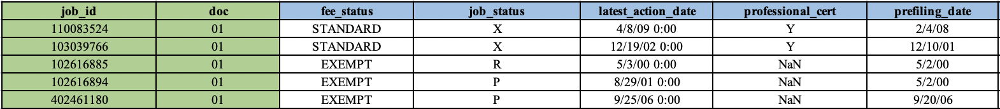 job_id doc fee_status job_status latest_action_date professional_cert prefiling_date
110083524 01 STANDARD X 4/8/09 0:00 Y 2/4/08
103039766 01 STANDARD X 12/19/02 0:00 Y 12/10/01
102616885 01 EXEMPT R 5/3/00 0:00 NaN 5/2/00
102616894 01 EXEMPT P 8/29/01 0:00 NaN 5/2/00
402461180 01 EXEMPT P 9/25/06 0:00 NaN 9/20/06